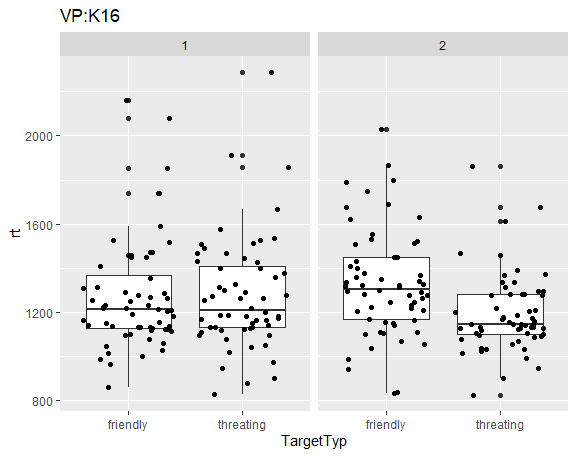 VP:K16
1 2
rt
2000
1600
1200
800
friendly threating friendly threating
TargetTyp